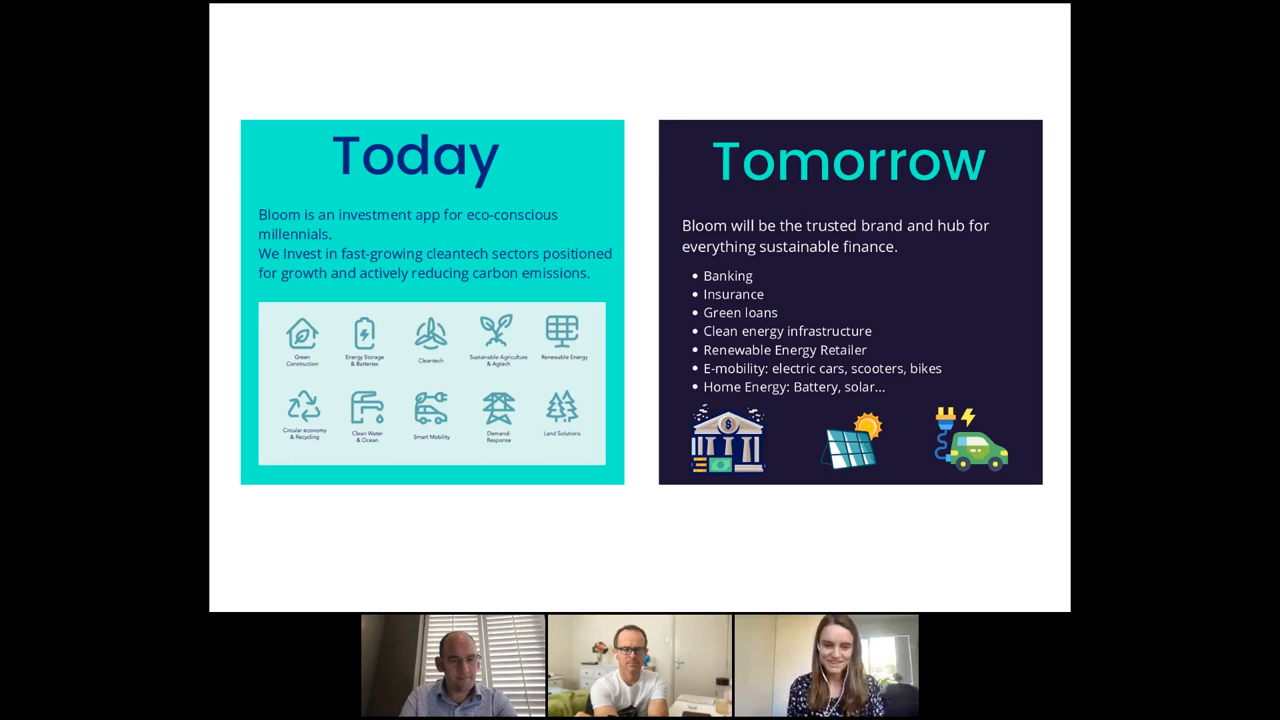 Today
Bloom is an investment app for eco-conscious
millennials.
We Invest in fast-growing cleantech sectors positioned
for growth and actively reducing carbon emissions.
Green
Construction
Energy Storage
& Batteries
Cleantech
Sustainable Agriculture
& Agtech
Renewable Energy
Circular economy
& Recycling
Clean Water
& Ocean
Smart Mobility
Demand-
Response
Land Solutions
Tomorrow
Bloom will be the trusted brand and hub for
everything sustainable finance.
• Banking
• Insurance
• Green loans
• Clean energy infrastructure
• Renewable Energy Retailer
• E-mobility: electric cars, scooters, bikes
• Home Energy: Battery, solar...